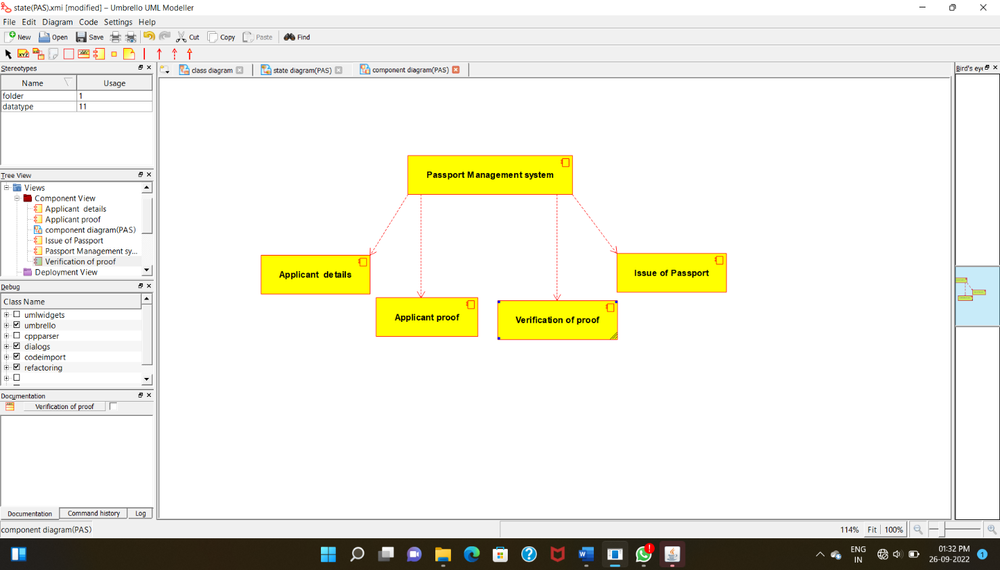 state(PAS).xmi [modified] – Umbrello UML Modeller
File Edit Diagram Code Settings Help
New Open Save Cut Copy Paste Find
XYZ ABC
Stereotypes
class diagram state diagram(PAS) component diagram(PAS)
Bird's eye
Name Usage
folder 1
datatype 11
Passport Management system
Tree View
Views
Component View
Applicant  details
Applicant proof
component diagram(PAS)
Issue of Passport
Passport Management sy...
Verification of proof
Deployment View
Applicant  details
Issue of Passport
Applicant proof
Verification of proof
Debug
Class Name
umlwidgets
umbrello
cppparser
dialogs
codeimport
refactoring
Documentation
ABC Verification of proof
Documentation Command history Log
component diagram(PAS)
114% Fit 100%
ENG
IN
01:32 PM
26-09-2022
1